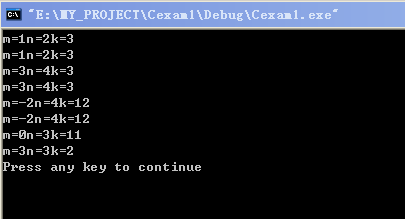 "E:\MY_PROJECT\Cexam1\Debug\Cexam1.exe"
m=1n=2k=3
m=1n=2k=3
m=3n=4k=3
m=3n=4k=3
m=-2n=4k=12
m=-2n=4k=12
m=0n=3k=11
m=3n=3k=2
Press any key to continue